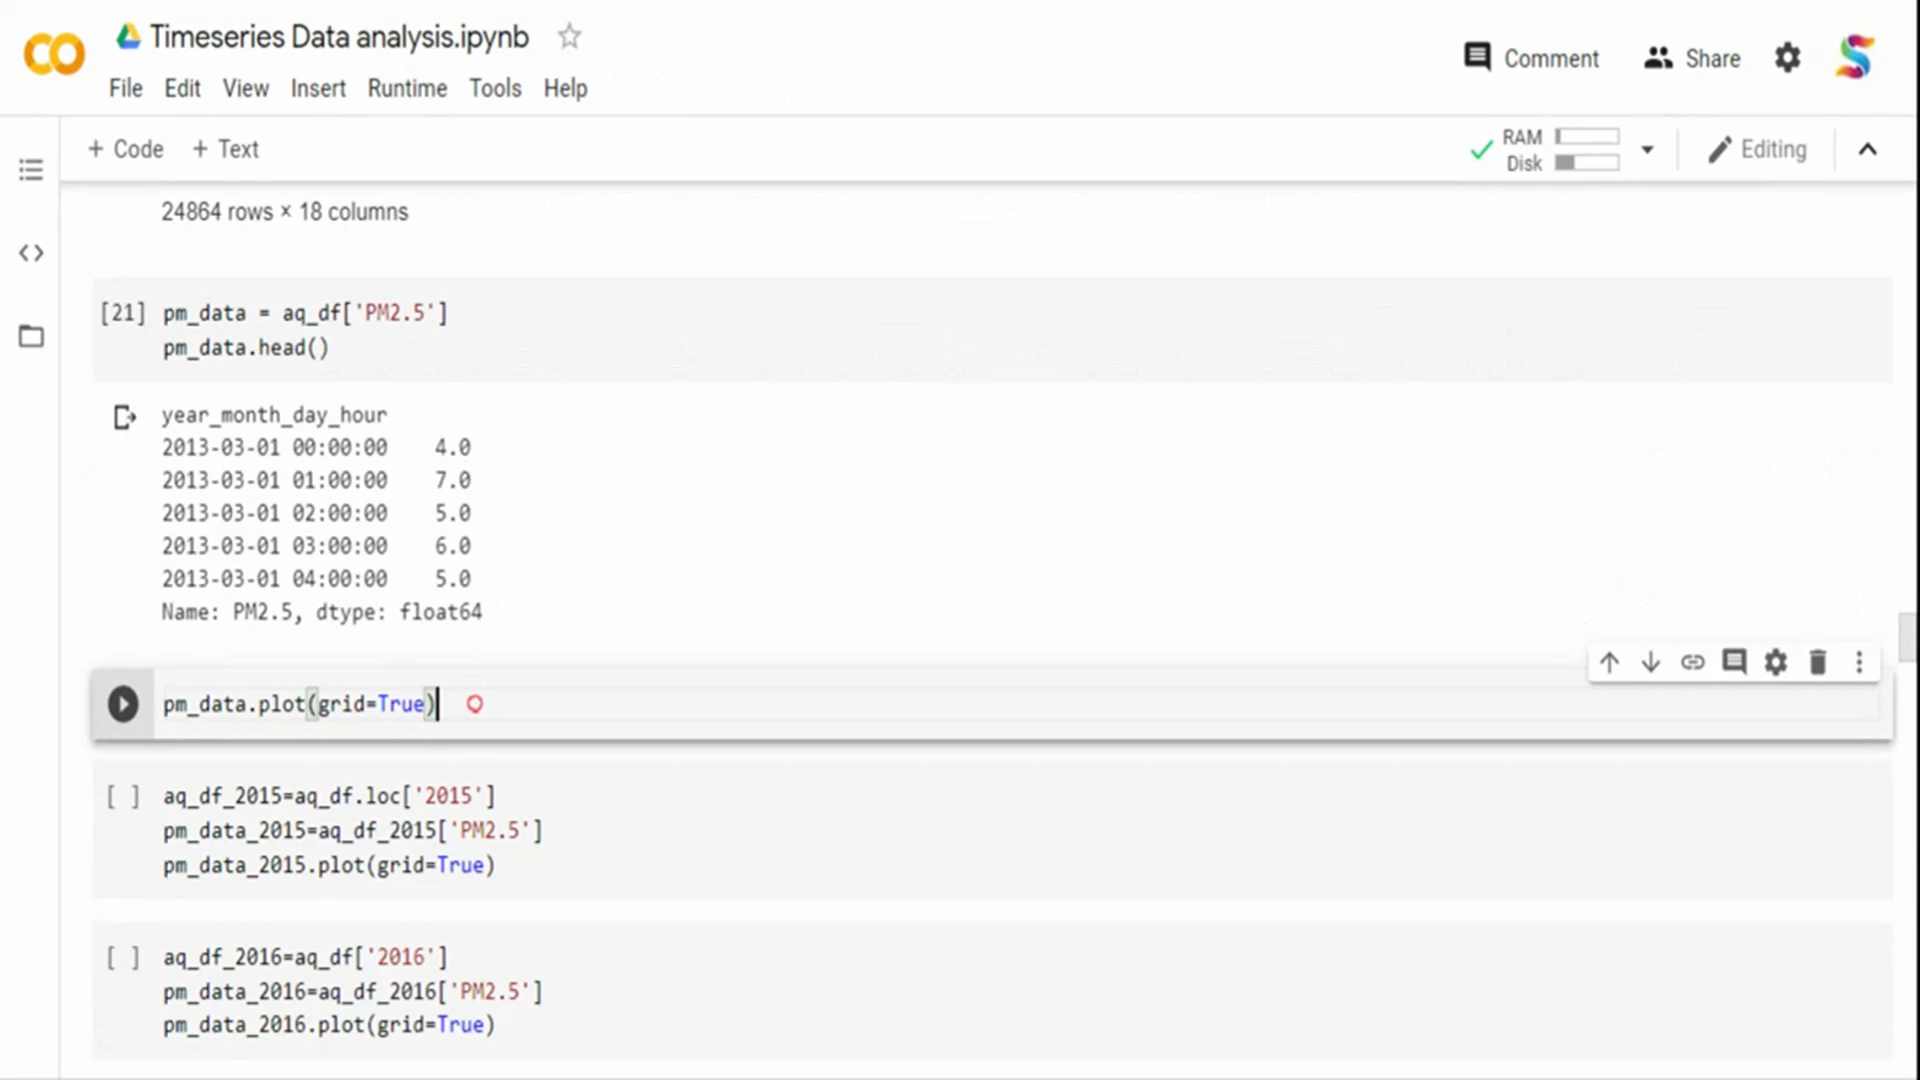 Timeseries Data analysis.ipynb
File Edit View Insert Runtime Tools Help
Comment Share
+ Code + Text
RAM
Disk
Editing
24864 rows × 18 columns
[21] pm_data = aq_df['PM2.5']
pm_data.head()
year_month_day_hour
2013-03-01 00:00:00 4.0
2013-03-01 01:00:00 7.0
2013-03-01 02:00:00 5.0
2013-03-01 03:00:00 6.0
2013-03-01 04:00:00 5.0
Name: PM2.5, dtype: float64
pm_data.plot(grid=True)
[ ] aq_df_2015=aq_df.loc['2015']
pm_data_2015=aq_df_2015['PM2.5']
pm_data_2015.plot(grid=True)
[ ] aq_df_2016=aq_df['2016']
pm_data_2016=aq_df_2016['PM2.5']
pm_data_2016.plot(grid=True)